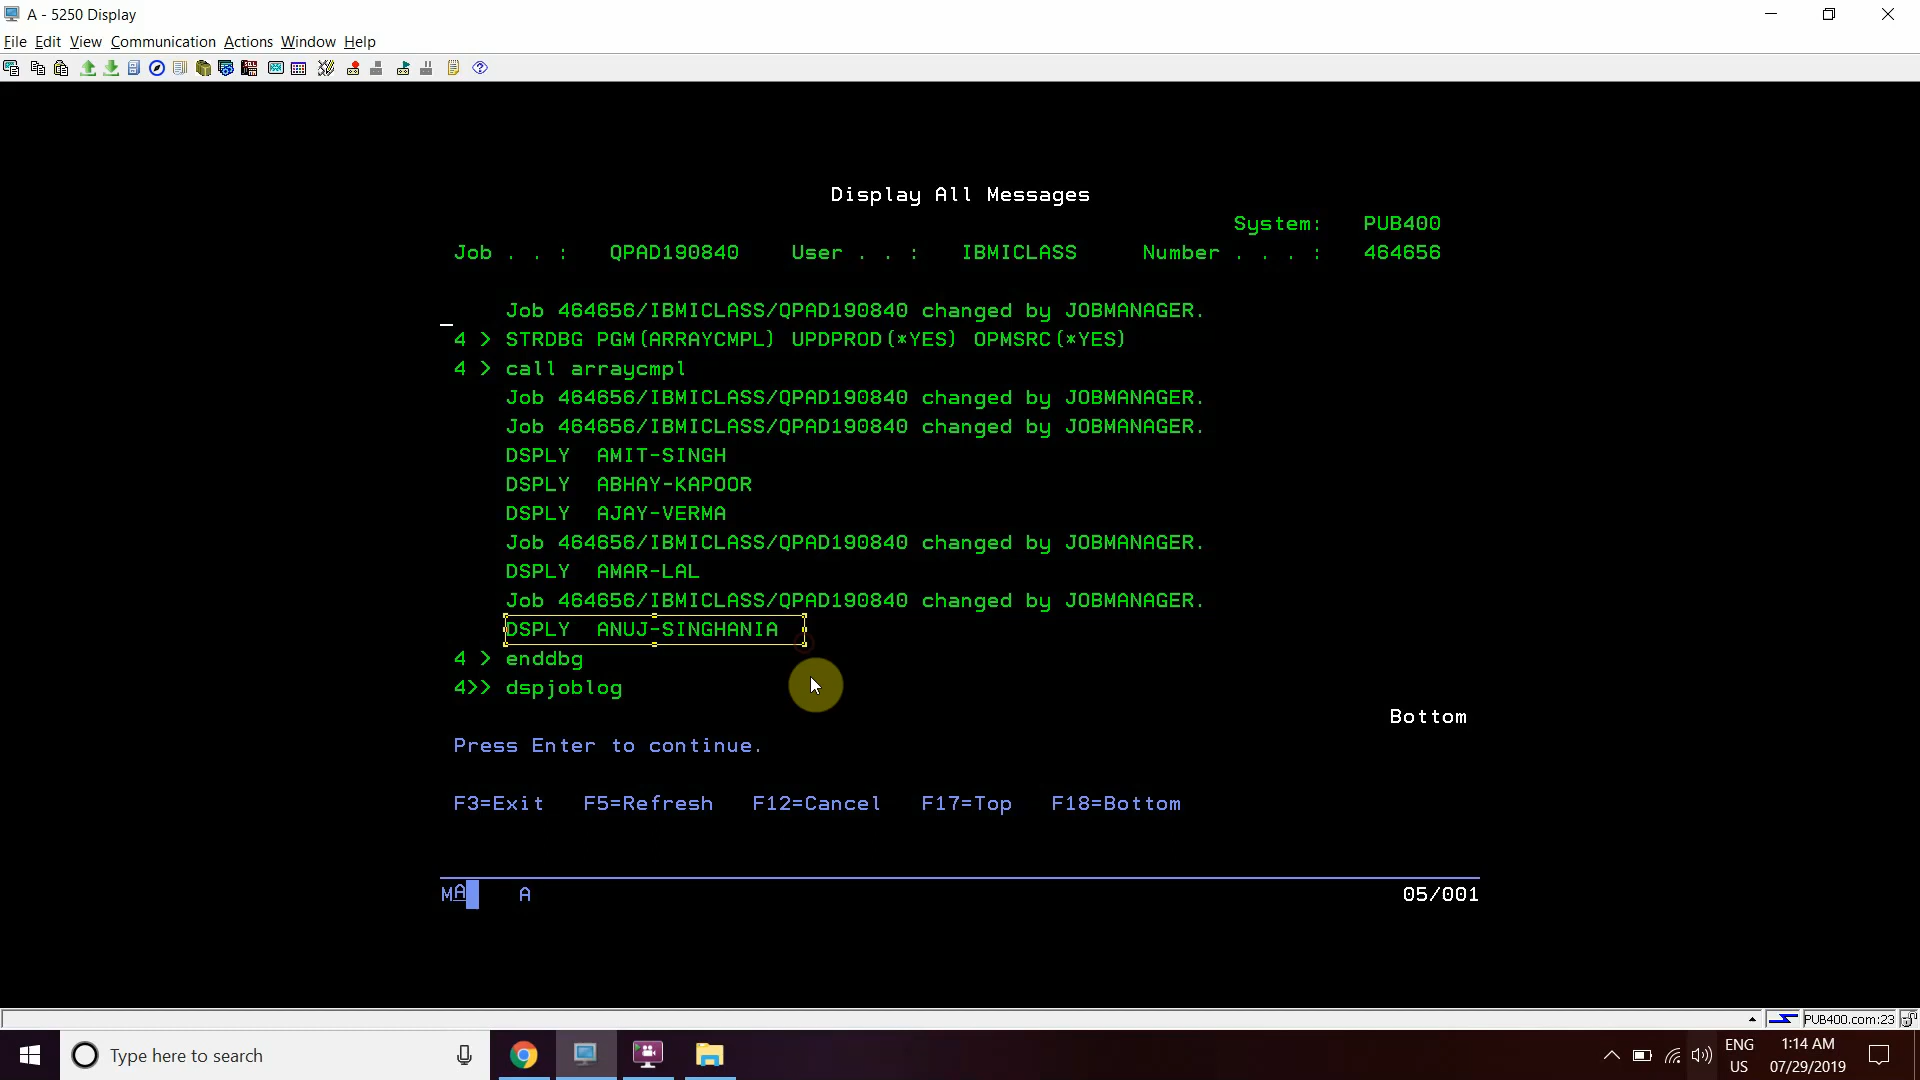 A - 5250 Display
File Edit View Communication Actions Window Help
Display All Messages
System: PUB400
Job . . : QPAD190840 User . . : IBMICLASS Number . . . : 464656
Job 464656/IBMICLASS/QPAD190840 changed by JOBMANAGER.
4 > STRDBG PGM(ARRAYCMPL) UPDPROD(*YES) OPMSRC(*YES)
4 > call arraycmpl
Job 464656/IBMICLASS/QPAD190840 changed by JOBMANAGER.
Job 464656/IBMICLASS/QPAD190840 changed by JOBMANAGER.
DSPLY AMIT-SINGH
DSPLY ABHAY-KAPOOR
DSPLY AJAY-VERMA
Job 464656/IBMICLASS/QPAD190840 changed by JOBMANAGER.
DSPLY AMAR-LAL
Job 464656/IBMICLASS/QPAD190840 changed by JOBMANAGER.
DSPLY ANUJ-SINGHANIA
4 > enddbg
4>> dspjoblog
Bottom
Press Enter to continue.
F3=Exit F5=Refresh F12=Cancel F17=Top F18=Bottom
MA A 05/001
PUB400.com:23
Type here to search
ENG 1:14 AM
US 07/29/2019